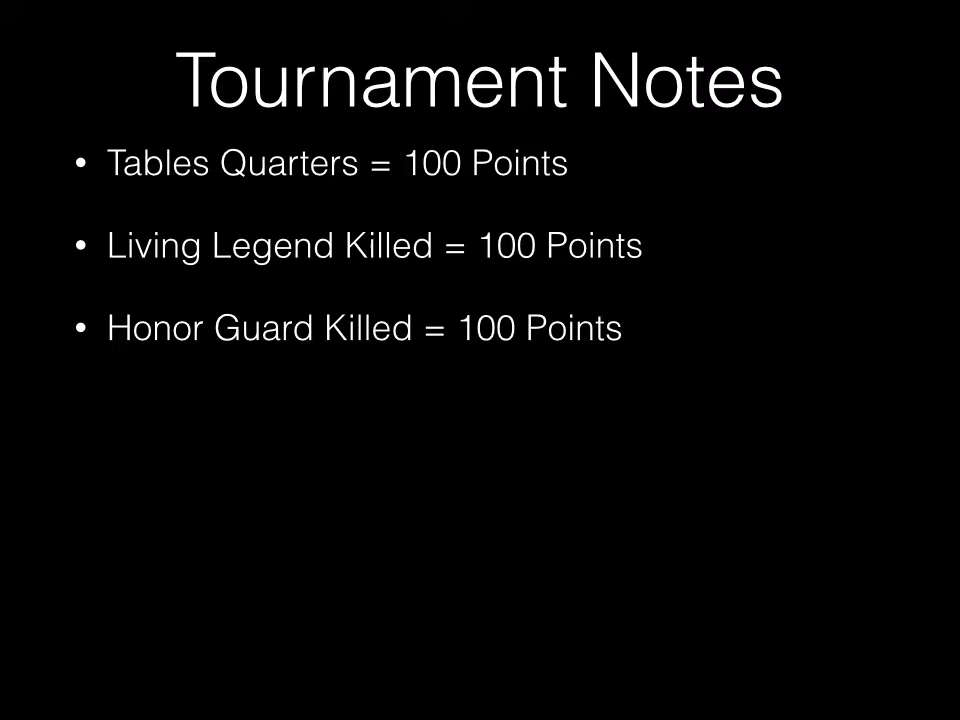 Tournament Notes
• Tables Quarters = 100 Points
• Living Legend Killed = 100 Points
• Honor Guard Killed = 100 Points